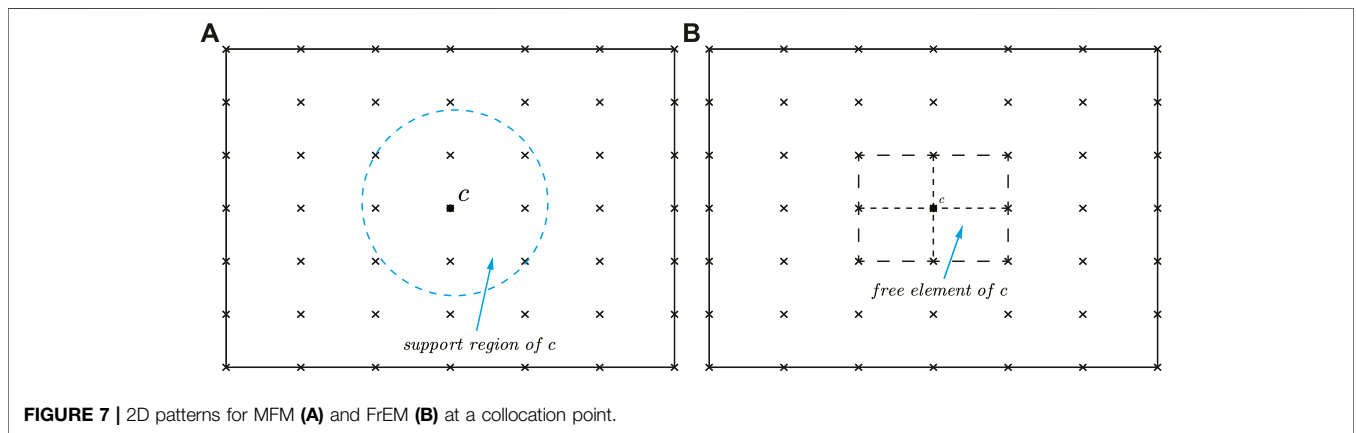 A
B
c
c
support region of c
free element of c
FIGURE 7 | 2D patterns for MFM (A) and FrEM (B) at a collocation point.